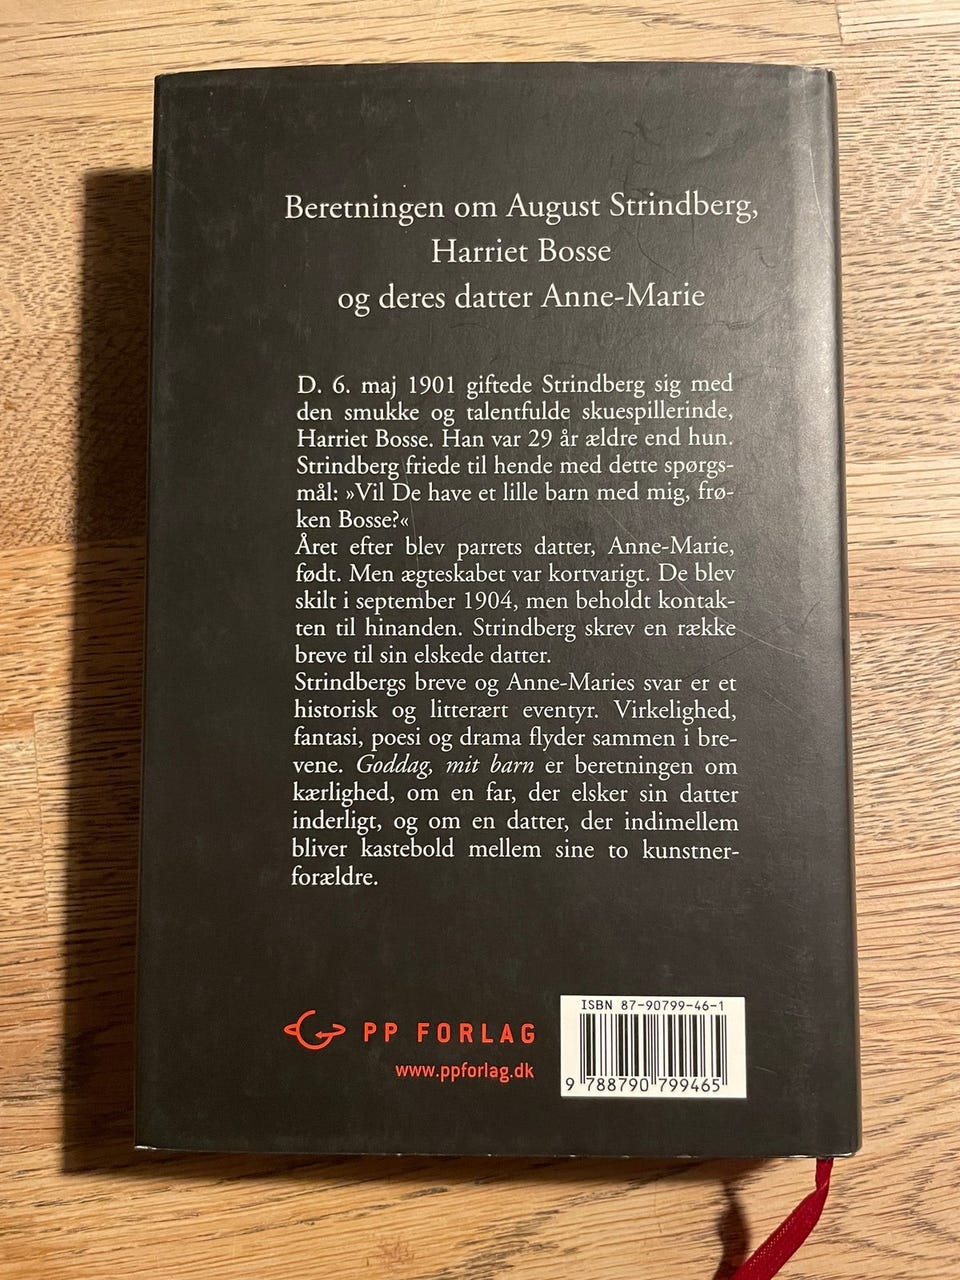 Beretningen om August Strindberg,
Harriet Bosse
og deres datter Anne-Marie
D. 6. maj 1901 giftede Strindberg sig med
den smukke og talentfulde skuespillerinde,
Harriet Bosse. Han var 29 år ældre end hun.
Strindberg friede til hende med dette spørgs-
mål: »Vil De have et lille barn med mig, frø-
ken Bosse?«
Året efter blev parrets datter, Anne-Marie,
født. Men ægteskabet var kortvarigt. De blev
skilt i september 1904, men beholdt kontak-
ten til hinanden. Strindberg skrev en række
breve til sin elskede datter.
Strindbergs breve og Anne-Maries svar er et
historisk og litterært eventyr. Virkelighed,
fantasi, poesi og drama flyder sammen i bre-
vene. Goddag, mit barn er beretningen om
kærlighed, om en far, der elsker sin datter
inderligt, og om en datter, der indimellem
bliver kastebold mellem sine to kunstner-
forældre.
PP FORLAG
www.ppforlag.dk
ISBN 87-90799-46-1
9 788790 799465